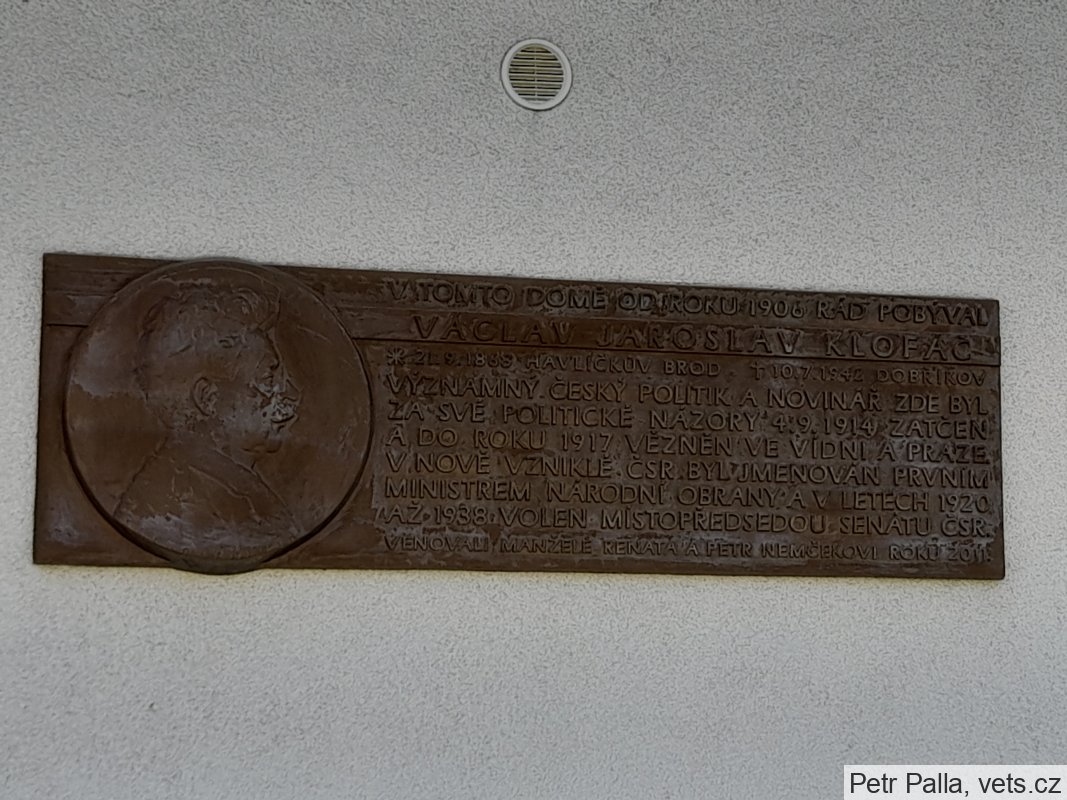 V TOMTO DOMĚ OD ROKU 1906 RÁD POBÝVAL
VÁCLAV JAROSLAV KLOFÁČ
* 21.9.1868 HAVLÍČKŮV BROD - † 10.7.1942 DOBŘÍKOV
VÝZNAMNÝ ČESKÝ POLITIK A NOVINÁŘ ZDE BYL
ZA SVÉ POLITICKÉ NÁZORY 4.9.1914 ZATČEN
A DO ROKU 1917 VĚZNĚN VE VÍDNI A PRAZE.
V NOVĚ VZNIKLÉ ČSR BYL JMENOVÁN PRVNÍM
MINISTREM NÁRODNÍ OBRANY A V LETECH 1920
AŽ 1938 VOLEN MÍSTOPŘEDSEDOU SENÁTU ČSR.
VĚNOVALI MANŽELÉ RENATA A PETR NĚMEČKOVI ROKU 2011
Petr Palla, vets.cz